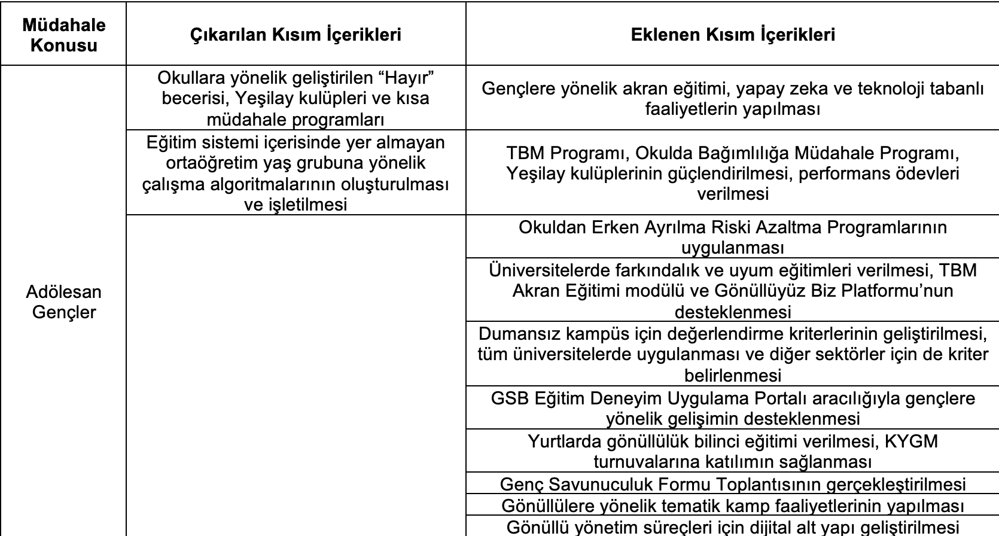 Müdahale
Konusu
Çıkarılan Kısım İçerikleri
Eklenen Kısım İçerikleri
Adölesan
Gençler
Okullara yönelik geliştirilen “Hayır”
becerisi, Yeşilay kulüpleri ve kısa
müdahale programları
Gençlere yönelik akran eğitimi, yapay zeka ve teknoloji tabanlı
faaliyetlerin yapılması
Eğitim sistemi içerisinde yer almayan
ortaöğretim yaş grubuna yönelik
çalışma algoritmalarının oluşturulması
ve işletilmesi
TBM Programı, Okulda Bağımlılığa Müdahale Programı,
Yeşilay kulüplerinin güçlendirilmesi, performans ödevleri
verilmesi
Okuldan Erken Ayrılma Riski Azaltma Programlarının
uygulanması
Üniversitelerde farkındalık ve uyum eğitimleri verilmesi, TBM
Akran Eğitimi modülü ve Gönüllüyüz Biz Platformu’nun
desteklenmesi
Dumansız kampüs için değerlendirme kriterlerinin geliştirilmesi,
tüm üniversitelerde uygulanması ve diğer sektörler için de kriter
belirlenmesi
GSB Eğitim Deneyim Uygulama Portalı aracılığıyla gençlere
yönelik gelişimin desteklenmesi
Yurtlarda gönüllülük bilinci eğitimi verilmesi, KYGM
turnuvalarına katılımın sağlanması
Genç Savunuculuk Formu Toplantısının gerçekleştirilmesi
Gönüllülere yönelik tematik kamp faaliyetlerinin yapılması
Gönüllü yönetim süreçleri için dijital alt yapı geliştirilmesi